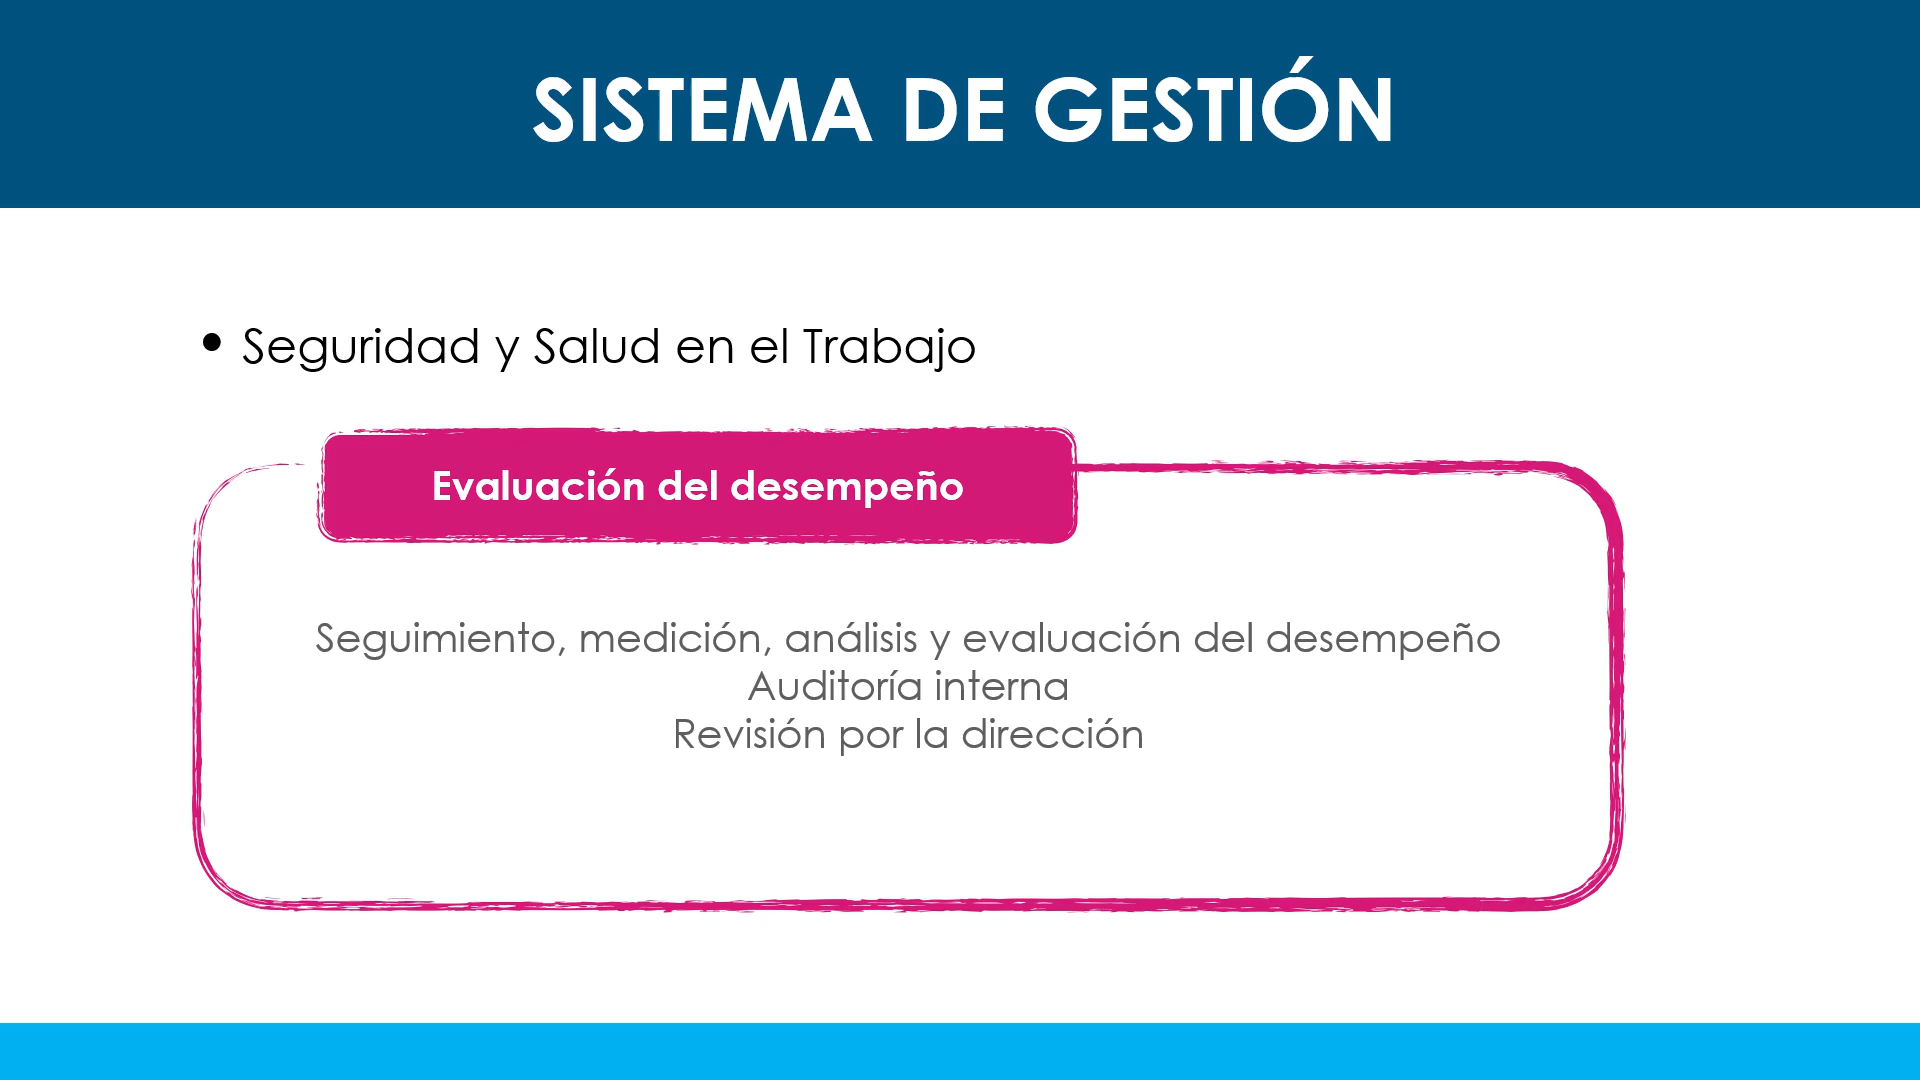 SISTEMA DE GESTIÓN
• Seguridad y Salud en el Trabajo
Evaluación del desempeño
Seguimiento, medición, análisis y evaluación del desempeño
Auditoría interna
Revisión por la dirección